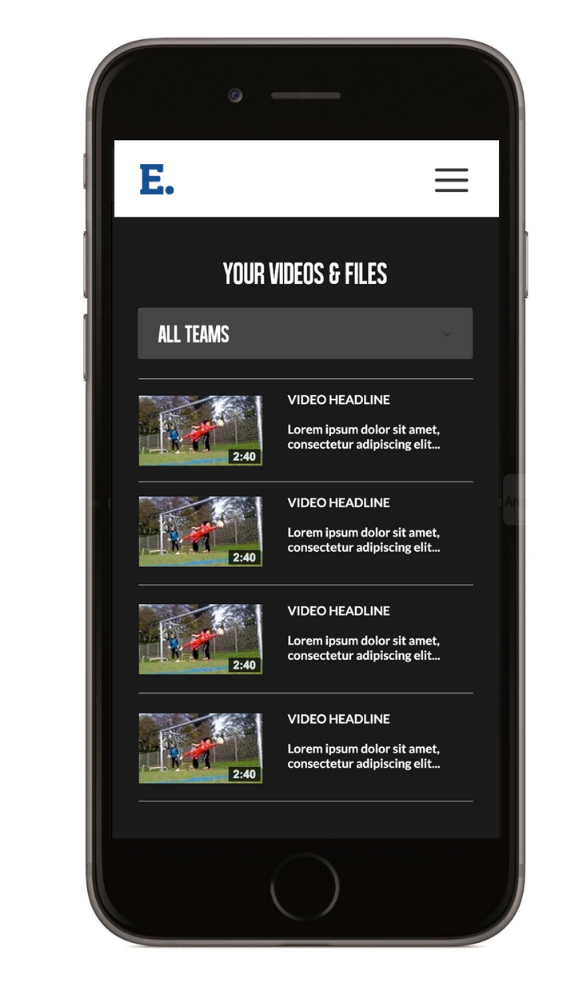 E.
YOUR VIDEOS & FILES
ALL TEAMS
VIDEO HEADLINE
Lorem ipsum dolor sit amet,
consectetur adipiscing elit...
2:40
VIDEO HEADLINE
Lorem ipsum dolor sit amet,
consectetur adipiscing elit...
2:40
VIDEO HEADLINE
Lorem ipsum dolor sit amet,
consectetur adipiscing elit...
2:40
VIDEO HEADLINE
Lorem ipsum dolor sit amet,
consectetur adipiscing elit...
2:40